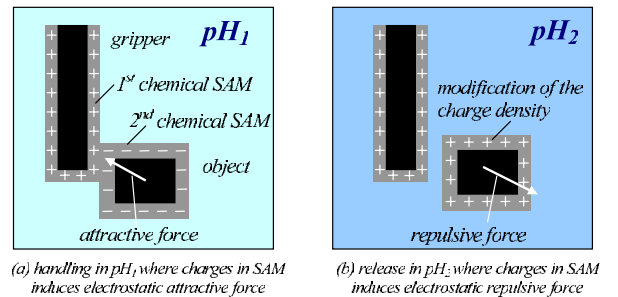 pH1
gripper
1st chemical SAM
2nd chemical SAM
object
attractive force
(a) handling in pH1 where charges in SAM
induces electrostatic attractive force
pH2
modification of the
charge density
repulsive force
(b) release in pH2 where charges in SAM
induces electrostatic repulsive force